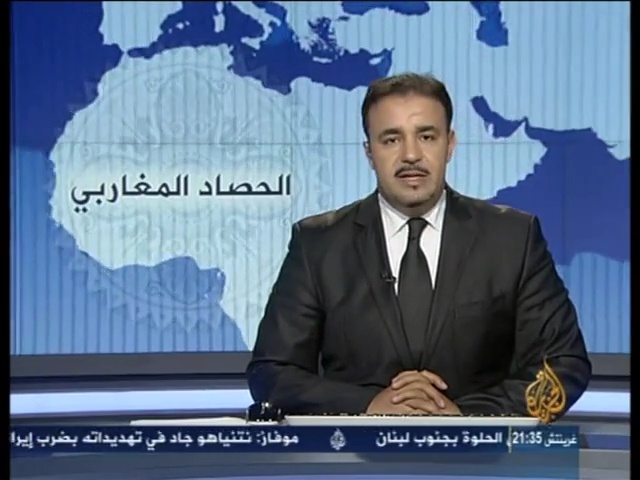 الحصاد المغاربي
غرينتش 21:35 الحلوة بجنوب لبنان موفاز: نتنياهو جاد في تهديداته بضرب إيرا